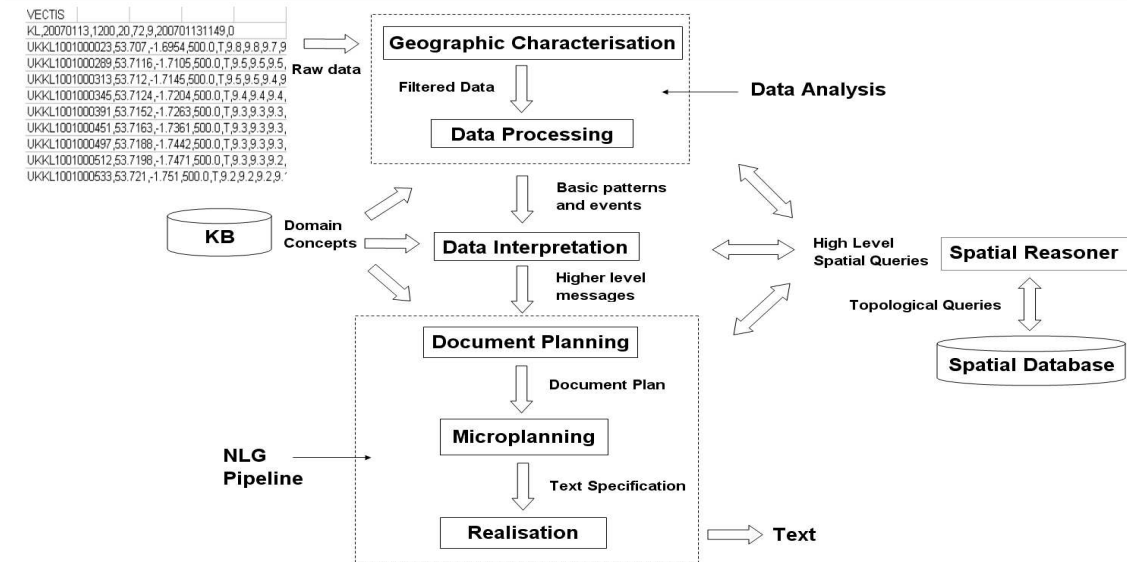 VECTIS
KL,20070113,1200,20,72,9,200701131149,0
UKKL1001000023,53.707,-1.6954,500.0,T,9.8,9.8,9.7,9
UKKL1001000289,53.7116,-1.7105,500.0,T,9.5,9.5,9.5,
UKKL1001000313,53.712,-1.7145,500.0,T,9.5,9.5,9.4,9
UKKL1001000345,53.7124,-1.7204,500.0,T,9.4,9.4,9.4,
UKKL1001000391,53.7152,-1.7263,500.0,T,9.3,9.3,9.3,
UKKL1001000451,53.7163,-1.7361,500.0,T,9.3,9.3,9.3,
UKKL1001000497,53.7188,-1.7442,500.0,T,9.3,9.3,9.3,
UKKL1001000512,53.7198,-1.7471,500.0,T,9.3,9.3,9.2,
UKKL1001000533,53.721,-1.751,500.0,T,9.2,9.2,9.2,9.
Raw data
Geographic Characterisation
Filtered Data
Data Processing
Data Analysis
Basic patterns
and events
KB
Domain
Concepts
Data Interpretation
High Level
Spatial Queries
Spatial Reasoner
Higher level
messages
Topological Queries
Spatial Database
Document Planning
Document Plan
Microplanning
NLG
Pipeline
Text Specification
Realisation
Text